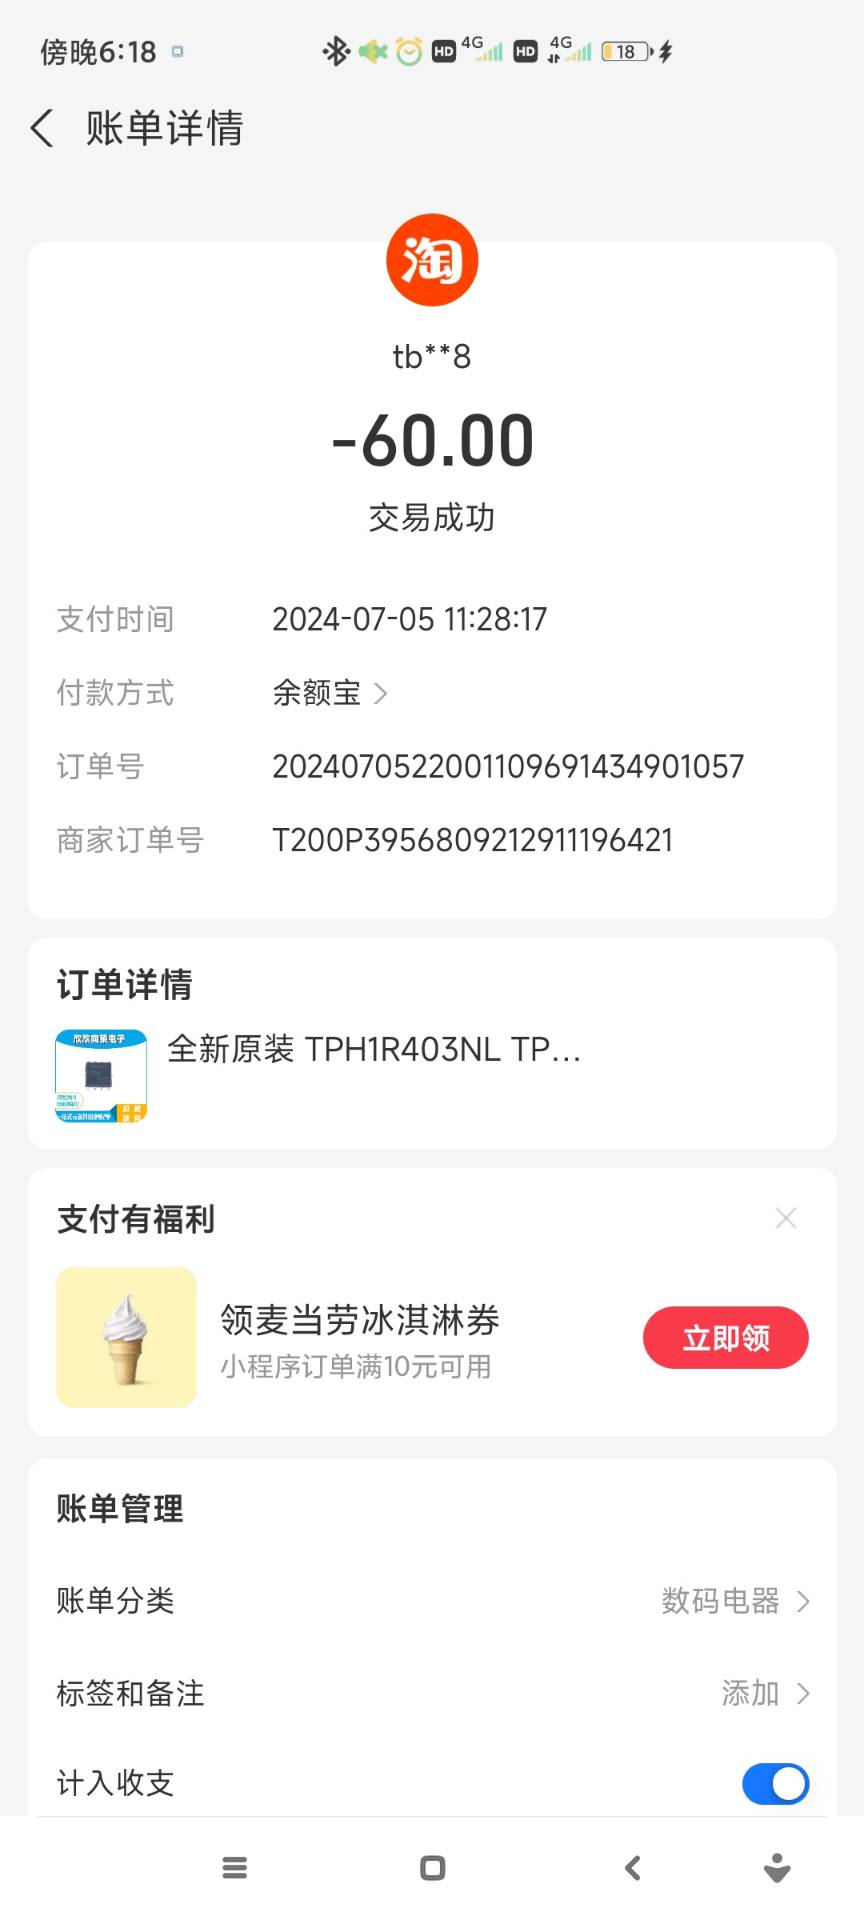 傍晚6:18
HD 4G HD 4G 18
账单详情
淘
tb**8
-60.00
交易成功
支付时间 2024-07-05 11:28:17
付款方式 余额宝
订单号 2024070522001109691434901057
商家订单号 T200P3956809212911196421
订单详情
全新原装 TPH1R403NL TP...
支付有福利
领麦当劳冰淇淋券
小程序订单满10元可用
立即领
账单管理
账单分类 数码电器
标签和备注 添加
计入收支